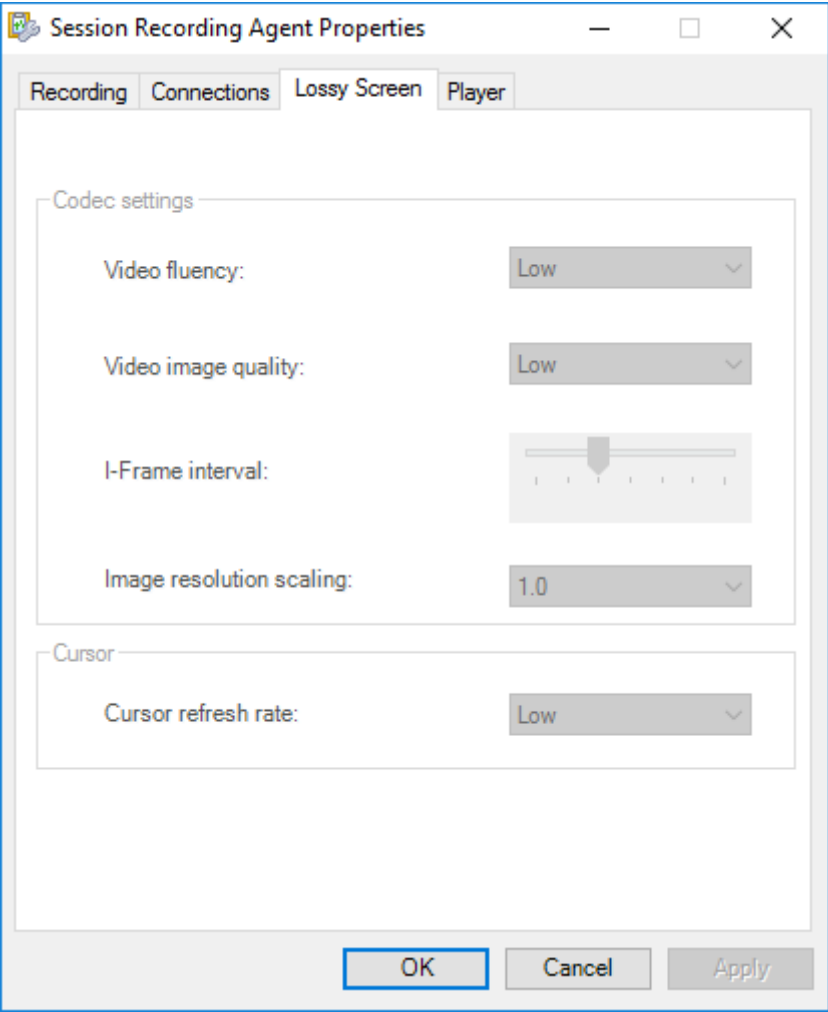 Session Recording Agent Properties
Recording Connections Lossy Screen Player
Codec settings
Video fluency: Low
Video image quality: Low
I-Frame interval:
Image resolution scaling: 1.0
Cursor
Cursor refresh rate: Low
OK Cancel Apply